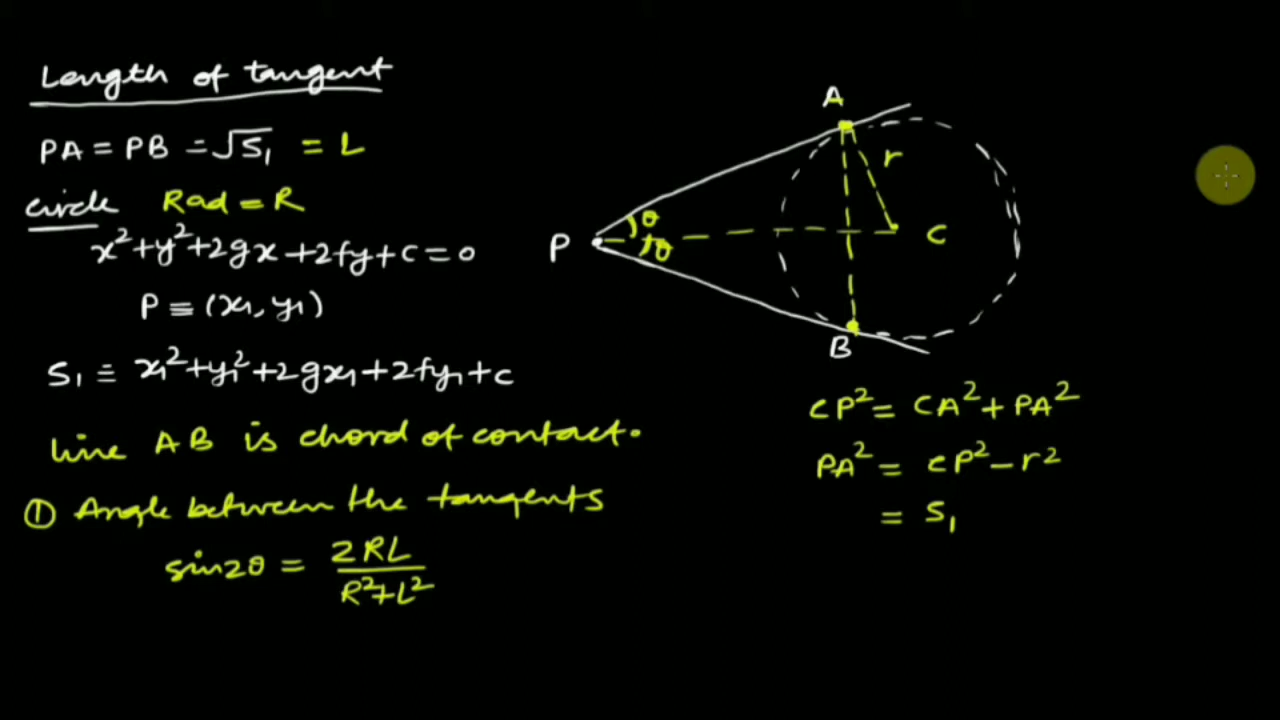 Length of tangent
PA = PB = √S₁ = L
Circle Rad = R
x² + y² + 2gx + 2fy + c = 0
P ≡ (x₁, y₁)
S₁ ≡ x₁² + y₁² + 2gx₁ + 2fy₁ + c
line AB is chord of contact.
① Angle between the tangents
sin2θ = 2RL / R² + L²
A
r
P
θ
θ
C
B
CP² = CA² + PA²
PA² = CP² − r²
= S₁